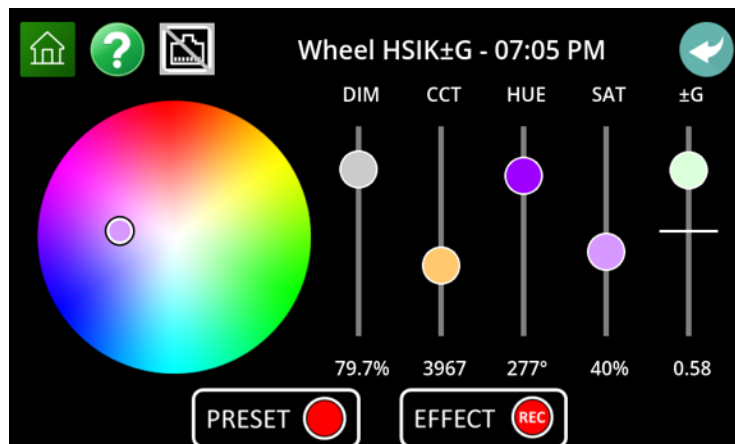 ?
Wheel HSIK±G - 07:05 PM
DIM CCT HUE SAT ±G
79.7% 3967 277° 40% 0.58
PRESET EFFECT REC